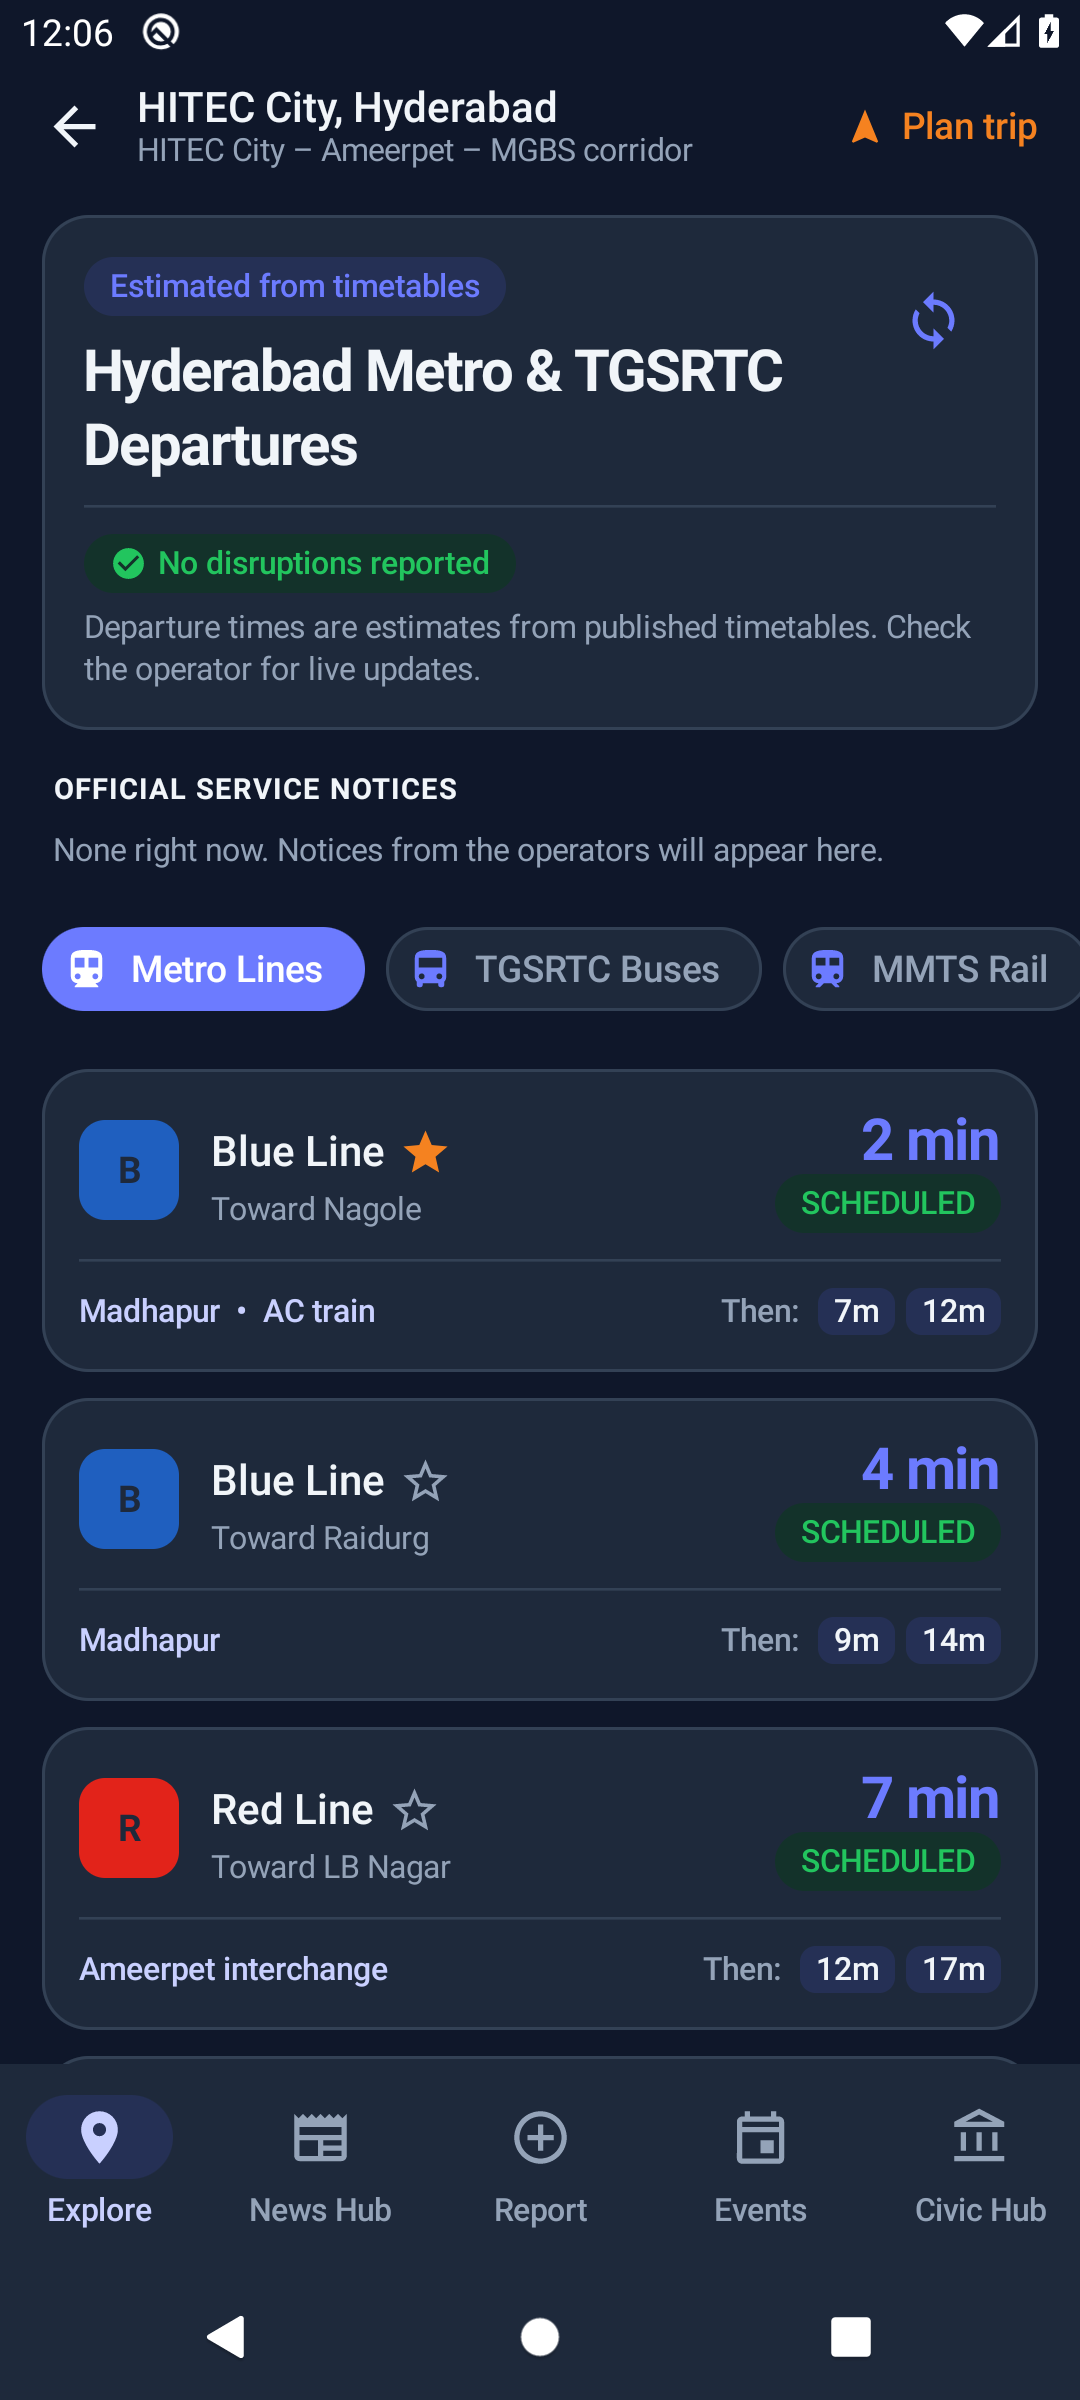 12:06
HITEC City, Hyderabad
HITEC City – Ameerpet – MGBS corridor
Plan trip
Estimated from timetables
Hyderabad Metro & TGSRTC
Departures
No disruptions reported
Departure times are estimates from published timetables. Check
the operator for live updates.
OFFICIAL SERVICE NOTICES
None right now. Notices from the operators will appear here.
Metro Lines
TGSRTC Buses
MMTS Rail
B
Blue Line
Toward Nagole
2 min
SCHEDULED
Madhapur • AC train
Then: 7m 12m
B
Blue Line
Toward Raidurg
4 min
SCHEDULED
Madhapur
Then: 9m 14m
R
Red Line
Toward LB Nagar
7 min
SCHEDULED
Ameerpet interchange
Then: 12m 17m
Explore
News Hub
Report
Events
Civic Hub